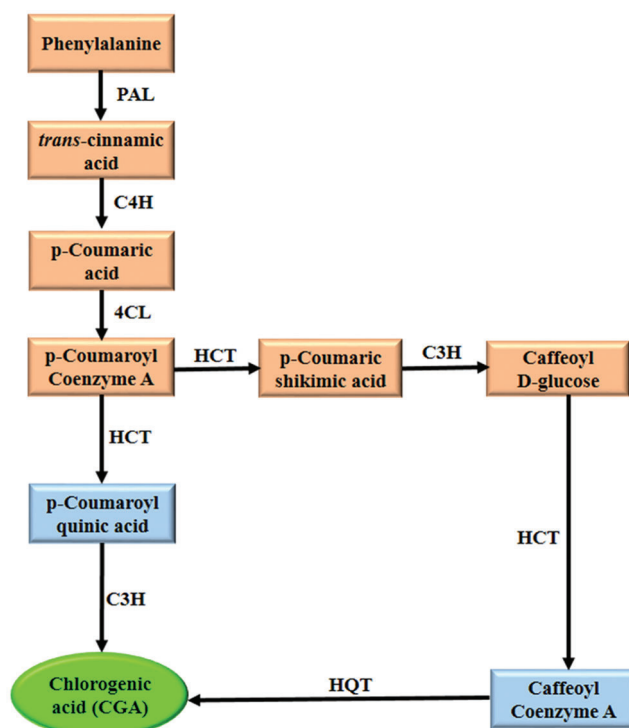 Phenylalanine
PAL
trans-cinnamic
acid
C4H
p-Coumaric
acid
4CL
p-Coumaroyl
Coenzyme A
HCT
p-Coumaric
shikimic acid
C3H
Caffeoyl
D-glucose
HCT
p-Coumaroyl
quinic acid
HCT
C3H
Chlorogenic
acid (CGA)
HQT
Caffeoyl
Coenzyme A